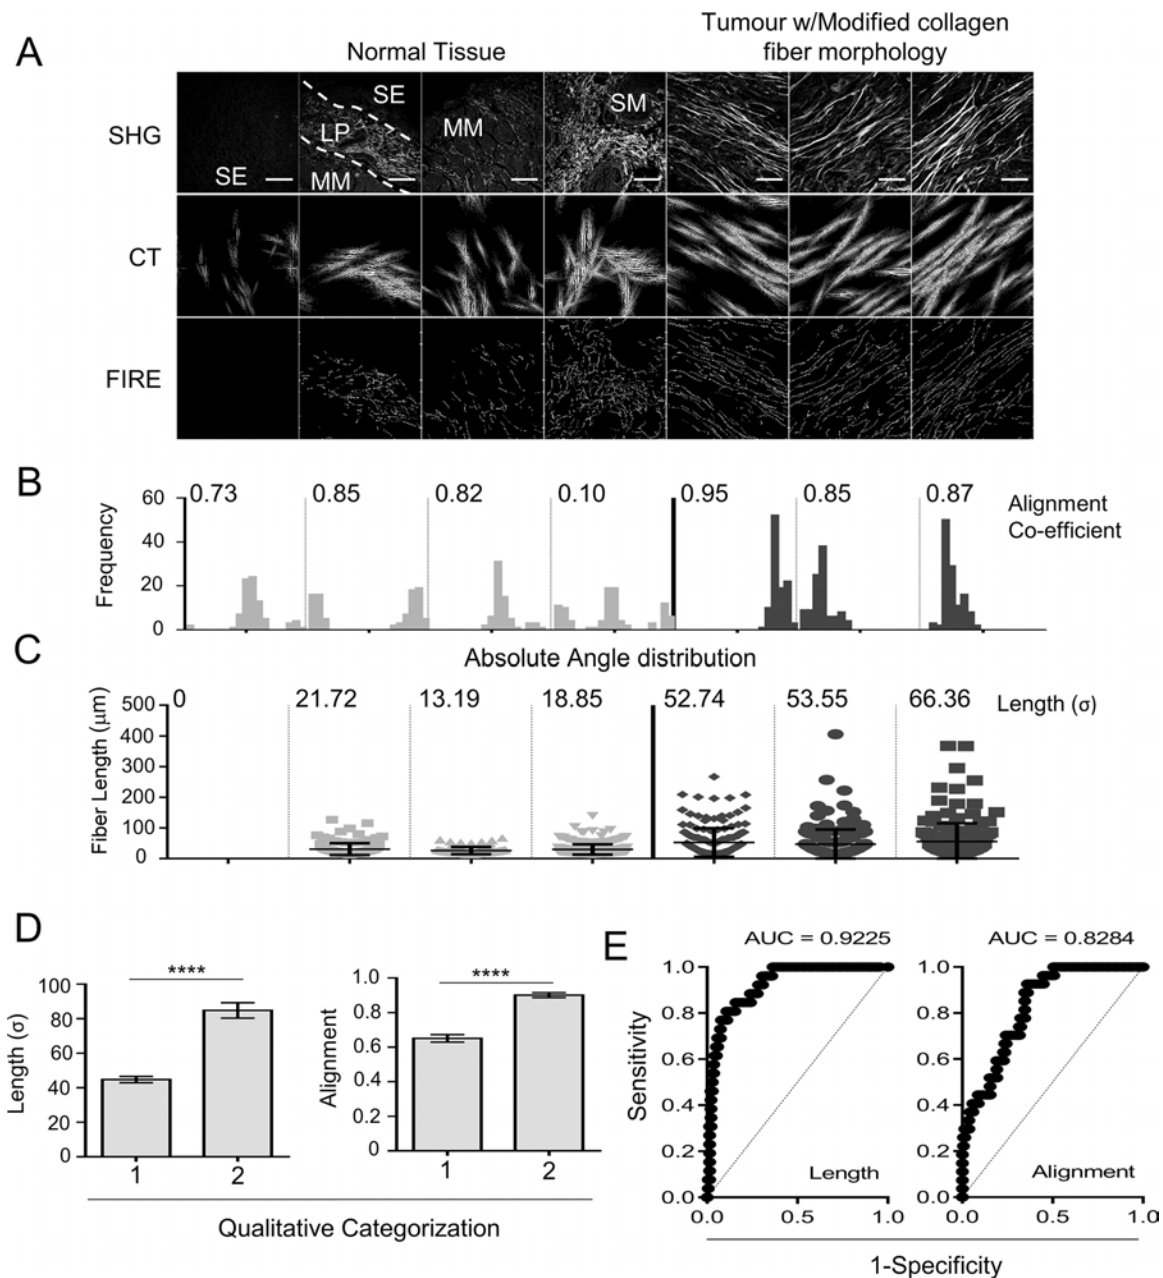 A
Normal Tissue
Tumour w/Modified collagen
fiber morphology
SHG
SE
SE
LP
MM
MM
SM
CT
FIRE
B
60
40
20
0
Frequency
0.73
0.85
0.82
0.10
0.95
0.85
0.87
Alignment
Co-efficient
Absolute Angle distribution
C
500
400
300
200
100
0
Fiber Length (μm)
0
21.72
13.19
18.85
52.74
53.55
66.36
Length (σ)
D
****
100
80
60
40
20
0
Length (σ)
1
2
****
1.0
0.8
0.6
0.4
0.2
0
Alignment
1
2
Qualitative Categorization
E
AUC = 0.9225
1.0
0.8
0.6
0.4
0.2
0.0
Sensitivity
Length
0.0
0.5
1.0
AUC = 0.8284
1.0
0.8
0.6
0.4
0.2
0.0
Alignment
0.0
0.5
1.0
1-Specificity